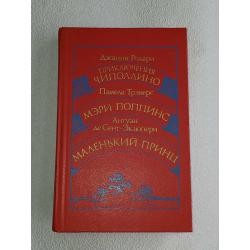 Джанни Родари
ПРИКЛЮЧЕНИЯ
ЧИПОЛЛИНО
Памела Трэверс
МЭРИ ПОППИНС
Антуан
де Сент-Экзюпери
МАЛЕНЬКИЙ ПРИНЦ